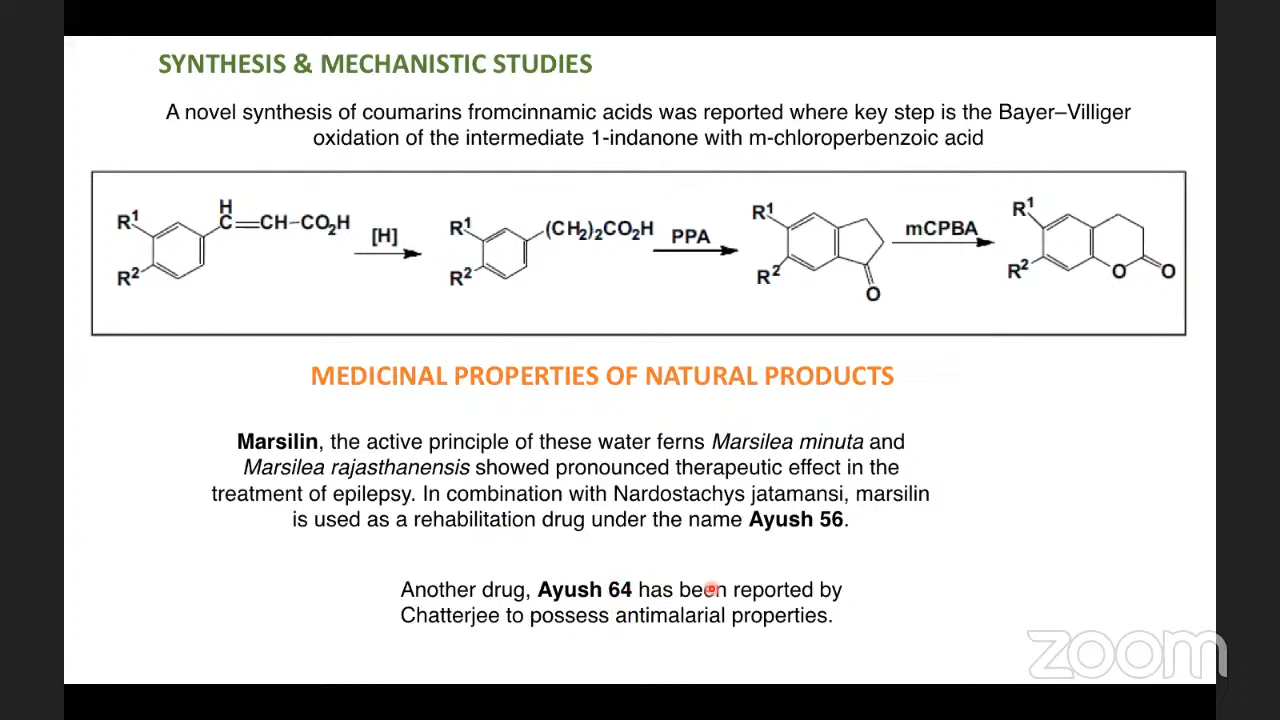 SYNTHESIS & MECHANISTIC STUDIES
A novel synthesis of coumarins fromcinnamic acids was reported where key step is the Bayer–Villiger
oxidation of the intermediate 1-indanone with m-chloroperbenzoic acid
R¹ R² H C=CH–CO₂H [H] R¹ R² (CH₂)₂CO₂H PPA R¹ R² O mCPBA R¹ R² O O
MEDICINAL PROPERTIES OF NATURAL PRODUCTS
Marsilin, the active principle of these water ferns Marsilea minuta and
Marsilea rajasthanensis showed pronounced therapeutic effect in the
treatment of epilepsy. In combination with Nardostachys jatamansi, marsilin
is used as a rehabilitation drug under the name Ayush 56.
Another drug, Ayush 64 has been reported by
Chatterjee to possess antimalarial properties.
zoom